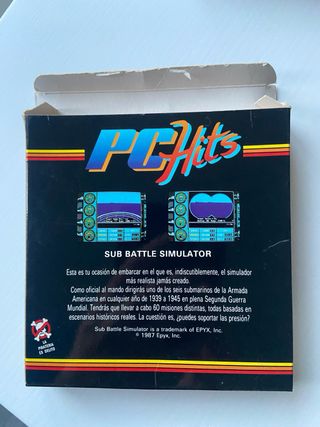 PC Hits
SUB BATTLE SIMULATOR
Esta es tu ocasión de embarcar en el que es, indiscutiblemente, el simulador
más realista jamás creado.
Como oficial al mando dirigirás uno de los seis submarinos de la Armada
Americana en cualquier año de 1939 a 1945 en plena Segunda Guerra
Mundial. Tendrás que llevar a cabo 60 misiones distintas, todas basadas en
escenarios históricos reales. La cuestión es, ¿puedes soportar las presión?
Sub Battle Simulator is a trademark of EPYX, Inc.
© 1987 Epyx, Inc.
LA
PIRATERIA
ES DELITO